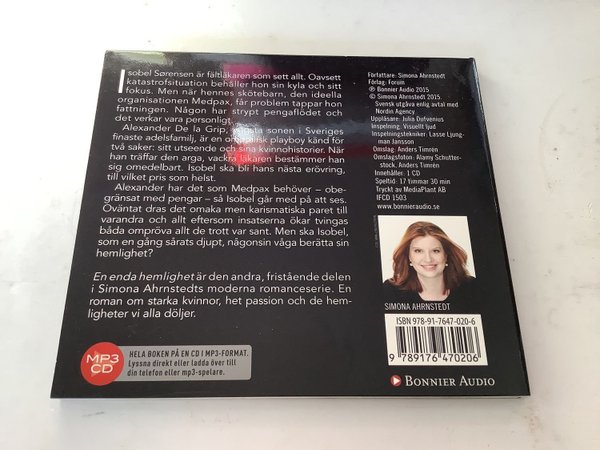 Isobel Sørensen är fältläkaren som sett allt. Oavsett
katastrofsituation behåller hon sin kyla och sitt
fokus. Men när hennes skötebarn, den ideella
organisationen Medpax, får problem tappar hon
fattningen. Någon har strypt pengaflödet och
det verkar vara personligt.
Alexander De la Grip, sonen i Sveriges
finaste adelsfamilj, är en playboy känd för
två saker: sitt utseende och sina kvinnohistorier. När
han träffar den arga, vackra läkaren bestämmer han
sig omedelbart. Isobel ska bli hans nästa erövring,
till vilket pris som helst.
Alexander har det som Medpax behöver – obe-
gränsat med pengar – så Isobel går med på att ses.
Oväntat dras det omaka men karismatiska paret till
varandra och allt eftersom insatserna ökar tvingas
båda ompröva allt de trott var sant. Men ska Isobel,
som en gång sårats djupt, någonsin våga berätta sin
hemlighet?
En enda hemlighet är den andra, fristående delen
i Simona Ahrnstedts moderna romanceserie. En
roman om starka kvinnor, het passion och de hem-
ligheter vi alla döljer.
MP3
CD
HELA BOKEN PÅ EN CD I MP3-FORMAT.
Lyssna direkt eller ladda över till
din telefon eller mp3-spelare.
Författare: Simona Ahrnstedt
Förlag: Forum
Ⓟ Bonnier Audio 2015
© Simona Ahrnstedt 2015.
Svensk utgåva enlig avtal med
Nordin Agency
Uppläsare: Julia Dufvenius
Inspelning: Visuellt ljud
Inspelningstekniker: Lasse Ljung-
man Jansson
Omslag: Anders Timrén
Omslagsfoton: Alamy Schutter-
stock, Anders Timrén
Innehåller: 1 CD
Speltid: 17 timmar 30 min
Tryckt av MediaPlant AB
IFCD 1503
www.bonnieraudio.se
SIMONA AHRNSTEDT
ISBN 978-91-7647-020-6
9 789176 470206
BONNIER AUDIO